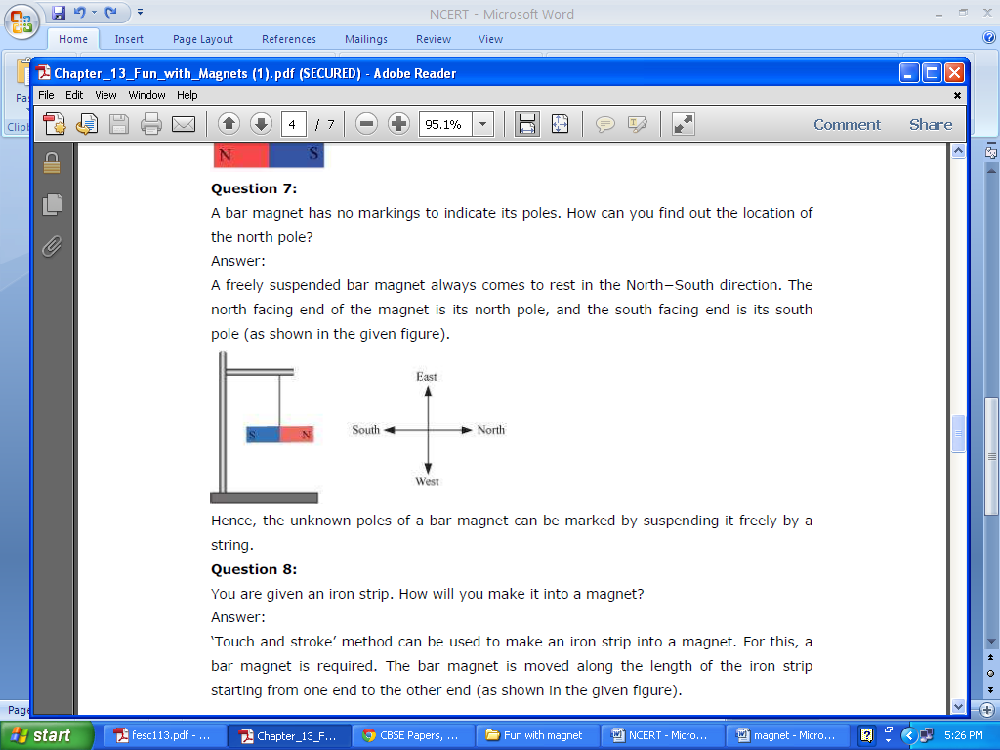 NCERT - Microsoft Word
Home Insert Page Layout References Mailings Review View
Chapter_13_Fun_with_Magnets (1).pdf (SECURED) - Adobe Reader
File Edit View Window Help
4 / 7 95.1% Comment Share
N S
Question 7:
A bar magnet has no markings to indicate its poles. How can you find out the location of
the north pole?
Answer:
A freely suspended bar magnet always comes to rest in the North−South direction. The
north facing end of the magnet is its north pole, and the south facing end is its south
pole (as shown in the given figure).
East
S N South North
West
Hence, the unknown poles of a bar magnet can be marked by suspending it freely by a
string.
Question 8:
You are given an iron strip. How will you make it into a magnet?
Answer:
‘Touch and stroke’ method can be used to make an iron strip into a magnet. For this, a
bar magnet is required. The bar magnet is moved along the length of the iron strip
starting from one end to the other end (as shown in the given figure).
start fesc113.pdf - ... Chapter_13_F... CBSE Papers, ... Fun with magnet NCERT - Micro... magnet - Micro... 5:26 PM